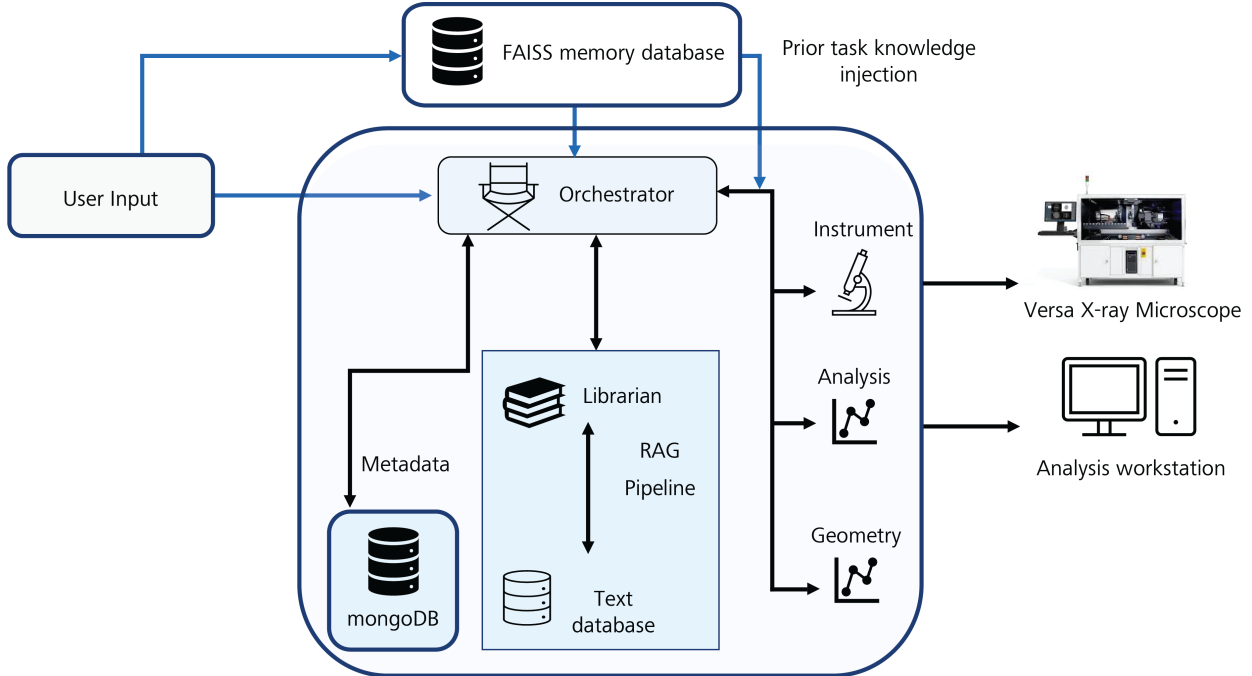 FAISS memory database
Prior task knowledge
injection
User Input
Orchestrator
Instrument
Versa X-ray Microscope
Analysis
Librarian
RAG
Pipeline
Metadata
Analysis workstation
Geometry
Text
database
mongoDB